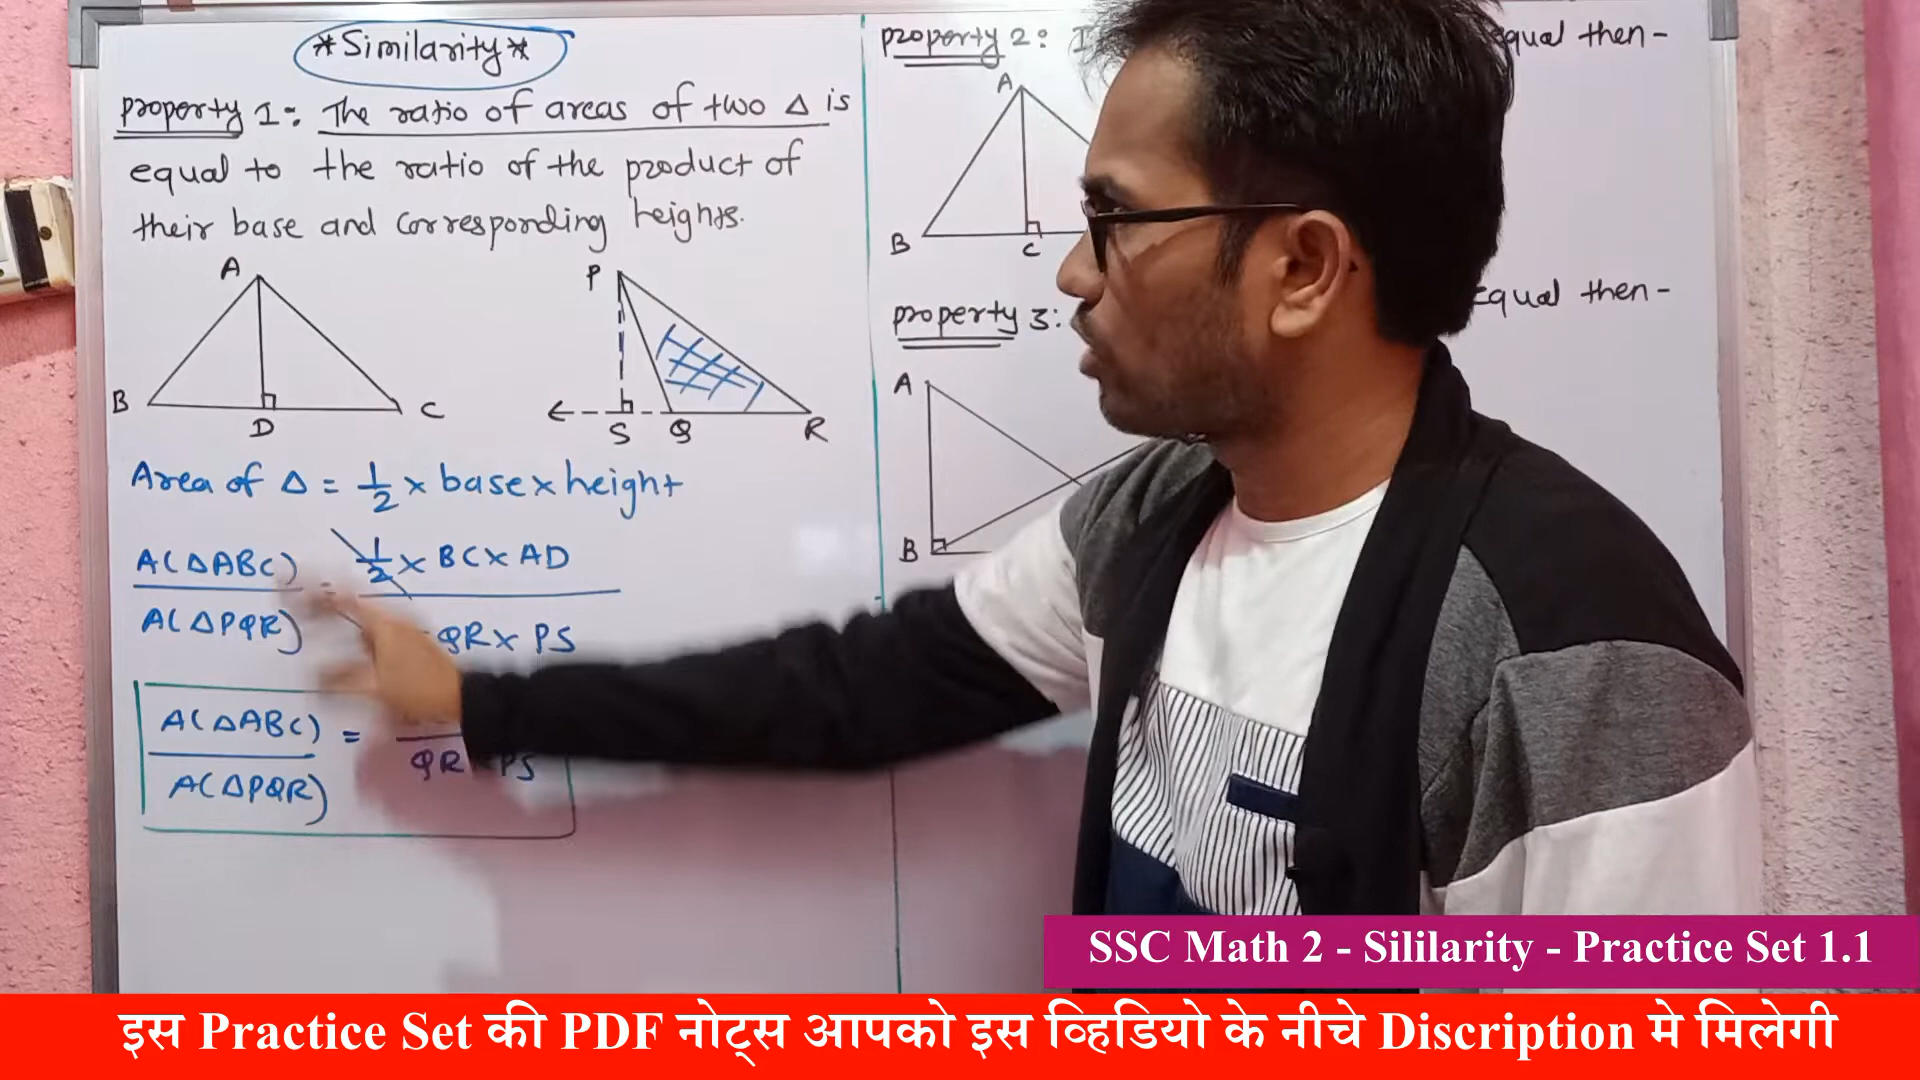 *Similarity*
property 1: The ratio of areas of two Δ is
equal to the ratio of the product of
their base and corresponding heights.
A
B
D
C
P
S
Q
R
Area of Δ = 1/2 × base × height
A(ΔABC) = 1/2 × BC × AD
A(ΔPQR) QR × PS
A(ΔABC) =
A(ΔPQR) QR × PS
property 2: equal then-
A
B
C
property 3: equal then-
A
B
SSC Math 2 - Sililarity - Practice Set 1.1
इस Practice Set की PDF नोट्स आपको इस व्हिडियो के नीचे Discription मे मिलेगी